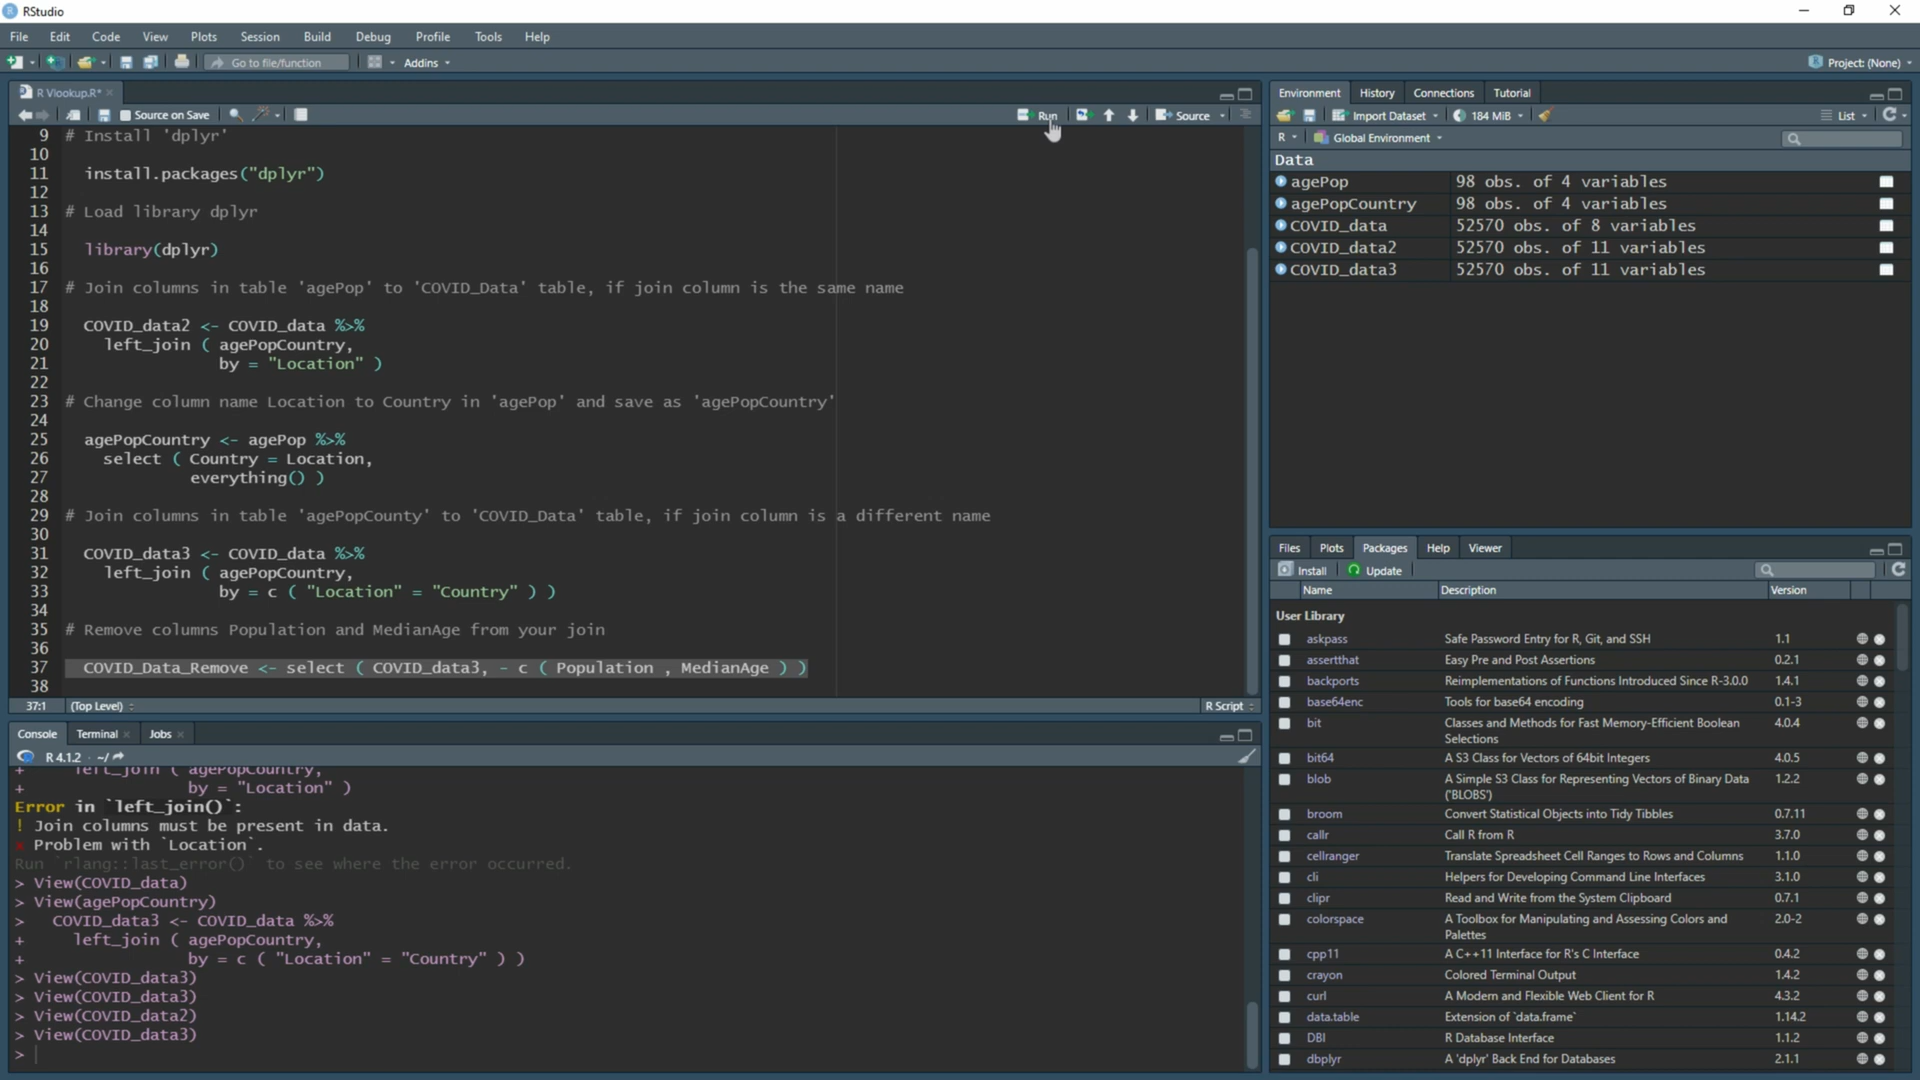 RStudio
File Edit Code View Plots Session Build Debug Profile Tools Help
Go to file/function Addins Project: (None)
R Vlookup.R*
Source on Save Run Source
9 # Install 'dplyr'
10
11 install.packages("dplyr")
12
13 # Load library dplyr
14
15 library(dplyr)
16
17 # Join columns in table 'agePop' to 'COVID_Data' table, if join column is the same name
18
19 COVID_data2 <- COVID_data %>%
20 left_join ( agePopCountry,
21 by = "Location" )
22
23 # Change column name Location to Country in 'agePop' and save as 'agePopCountry'
24
25 agePopCountry <- agePop %>%
26 select ( Country = Location,
27 everything() )
28
29 # Join columns in table 'agePopCounty' to 'COVID_Data' table, if join column is a different name
30
31 COVID_data3 <- COVID_data %>%
32 left_join ( agePopCountry,
33 by = c ( "Location" = "Country" ) )
34
35 # Remove columns Population and MedianAge from your join
36
37 COVID_Data_Remove <- select ( COVID_data3, - c ( Population , MedianAge ) )
38
37:1 (Top Level) R Script
Console Terminal Jobs
R 4.1.2 · ~/
+ left_join ( agePopCountry,
+ by = "Location" )
Error in `left_join()`:
! Join columns must be present in data.
x Problem with `Location`.
Run `rlang::last_error()` to see where the error occurred.
> View(COVID_data)
> View(agePopCountry)
> COVID_data3 <- COVID_data %>%
+ left_join ( agePopCountry,
+ by = c ( "Location" = "Country" ) )
> View(COVID_data3)
> View(COVID_data3)
> View(COVID_data2)
> View(COVID_data3)
>
Environment History Connections Tutorial
Import Dataset 184 MiB List
R Global Environment
Data
agePop 98 obs. of 4 variables
agePopCountry 98 obs. of 4 variables
COVID_data 52570 obs. of 8 variables
COVID_data2 52570 obs. of 11 variables
COVID_data3 52570 obs. of 11 variables
Files Plots Packages Help Viewer
Install Update
Name Description Version
User Library
askpass Safe Password Entry for R, Git, and SSH 1.1
assertthat Easy Pre and Post Assertions 0.2.1
backports Reimplementations of Functions Introduced Since R-3.0.0 1.4.1
base64enc Tools for base64 encoding 0.1-3
bit Classes and Methods for Fast Memory-Efficient Boolean 4.0.4
Selections
bit64 A S3 Class for Vectors of 64bit Integers 4.0.5
blob A Simple S3 Class for Representing Vectors of Binary Data 1.2.2
('BLOBS')
broom Convert Statistical Objects into Tidy Tibbles 0.7.11
callr Call R from R 3.7.0
cellranger Translate Spreadsheet Cell Ranges to Rows and Columns 1.1.0
cli Helpers for Developing Command Line Interfaces 3.1.0
clipr Read and Write from the System Clipboard 0.7.1
colorspace A Toolbox for Manipulating and Assessing Colors and 2.0-2
Palettes
cpp11 A C++11 Interface for R's C Interface 0.4.2
crayon Colored Terminal Output 1.4.2
curl A Modern and Flexible Web Client for R 4.3.2
data.table Extension of `data.frame` 1.14.2
DBI R Database Interface 1.1.2
dbplyr A 'dplyr' Back End for Databases 2.1.1